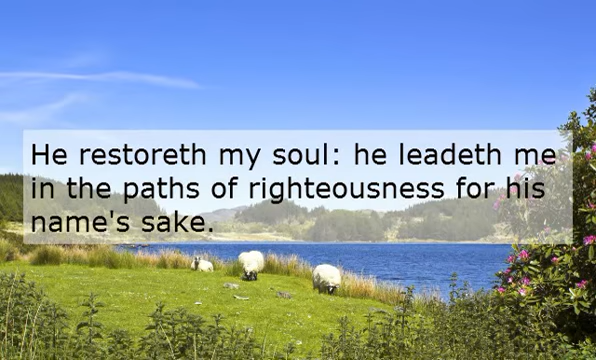 He restoreth my soul: he leadeth me
in the paths of righteousness for his
name's sake.